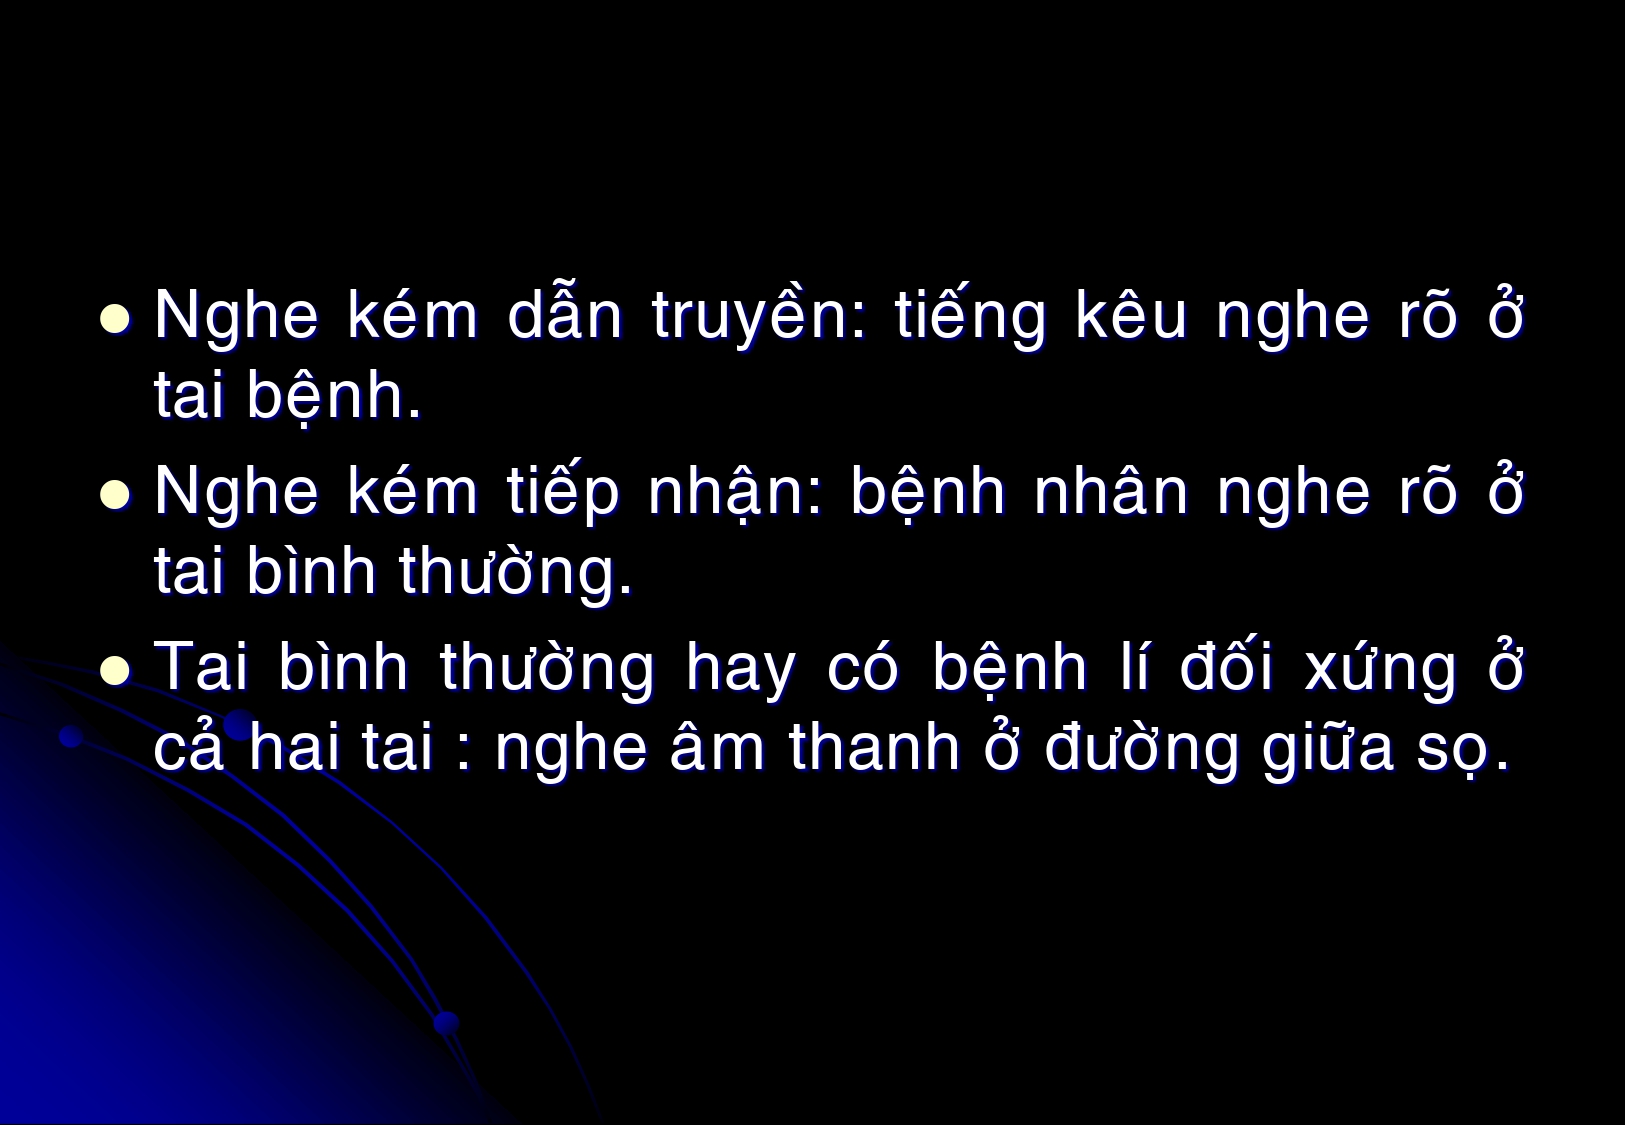 Nghe kém dẫn truyền: tiếng kêu nghe rõ ở
tai bệnh.
Nghe kém tiếp nhận: bệnh nhân nghe rõ ở
tai bình thường.
Tai bình thường hay có bệnh lí đối xứng ở
cả hai tai : nghe âm thanh ở đường giữa sọ.